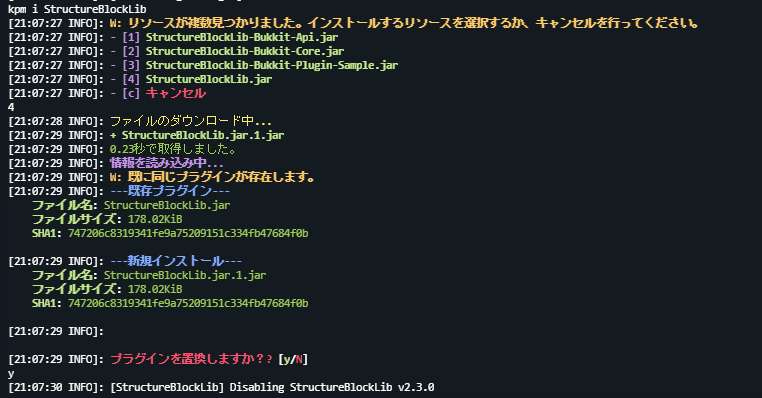 kpm i StructureBlockLib
[21:07:27 INFO]: W: リソースが複数見つかりました。インストールするリソースを選択するか、キャンセルを行ってください。
[21:07:27 INFO]: - [1] StructureBlockLib-Bukkit-Api.jar
[21:07:27 INFO]: - [2] StructureBlockLib-Bukkit-Core.jar
[21:07:27 INFO]: - [3] StructureBlockLib-Bukkit-Plugin-Sample.jar
[21:07:27 INFO]: - [4] StructureBlockLib.jar
[21:07:27 INFO]: - [c] キャンセル
4
[21:07:28 INFO]: ファイルのダウンロード中...
[21:07:29 INFO]: + StructureBlockLib.jar.1.jar
[21:07:29 INFO]: 0.23秒で取得しました。
[21:07:29 INFO]: 情報を読み込み中...
[21:07:29 INFO]: W: 既に同じプラグインが存在します。
[21:07:29 INFO]: ---既存プラグイン---
ファイル名: StructureBlockLib.jar
ファイルサイズ: 178.02KiB
SHA1: 747206c8319341fe9a75209151c334fb47684f0b
[21:07:29 INFO]: ---新規インストール---
ファイル名: StructureBlockLib.jar.1.jar
ファイルサイズ: 178.02KiB
SHA1: 747206c8319341fe9a75209151c334fb47684f0b
[21:07:29 INFO]:
[21:07:29 INFO]: プラグインを置換しますか？? [y/N]
y
[21:07:30 INFO]: [StructureBlockLib] Disabling StructureBlockLib v2.3.0